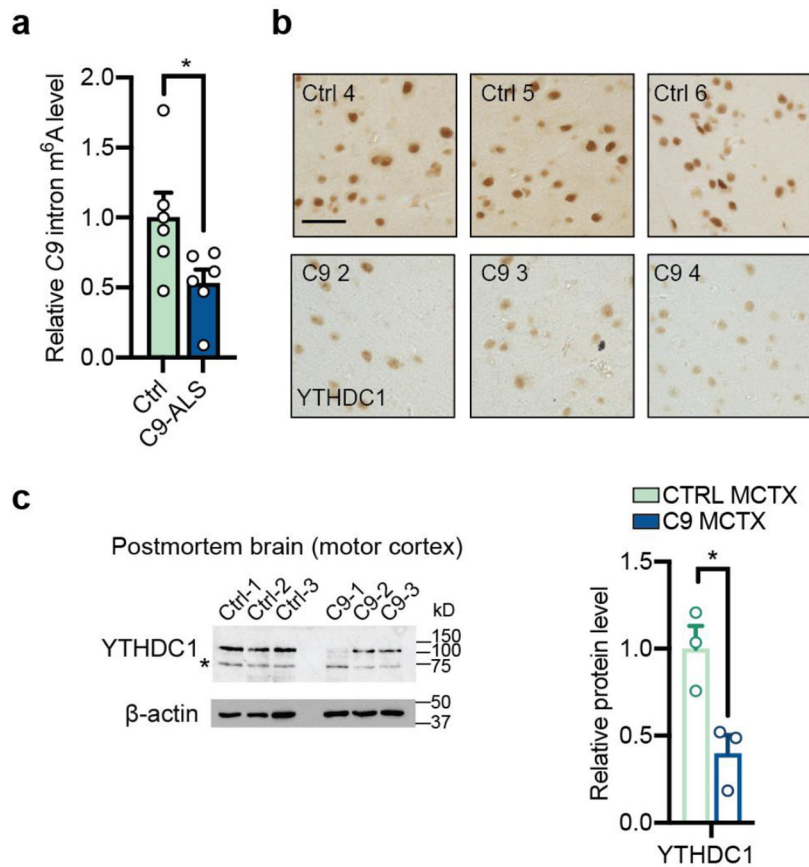 a
Relative C9 intron m⁶A level
2.0
1.5
1.0
0.5
0.0
*
Ctrl
C9-ALS
b
Ctrl 4
Ctrl 5
Ctrl 6
C9 2
C9 3
C9 4
YTHDC1
c
Postmortem brain (motor cortex)
Ctrl-1
Ctrl-2
Ctrl-3
C9-1
C9-2
C9-3
kD
YTHDC1
*
150
100
75
β-actin
50
37
CTRL MCTX
C9 MCTX
Relative protein level
1.5
1.0
0.5
0.0
*
YTHDC1